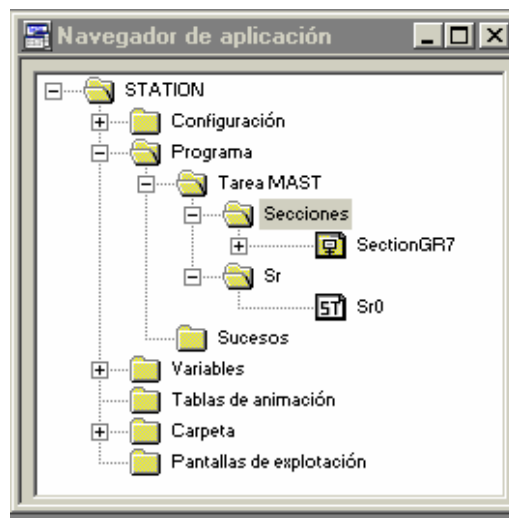 Navegador de aplicación
STATION
Configuración
Programa
Tarea MAST
Secciones
SectionGR7
Sr
ST Sr0
Sucesos
Variables
Tablas de animación
Carpeta
Pantallas de explotación